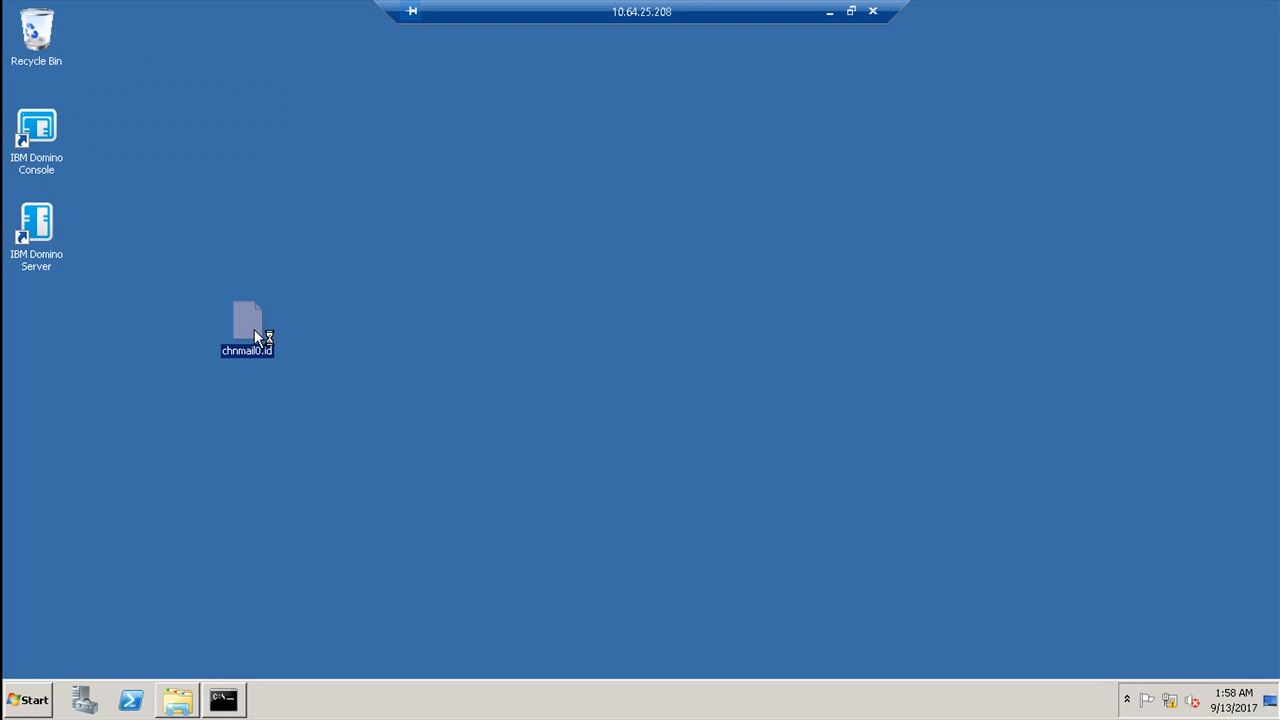 10.64.25.208
Recycle Bin
IBM Domino
Console
IBM Domino
Server
chnmail0.id
C:\
Start
1:58 AM
9/13/2017